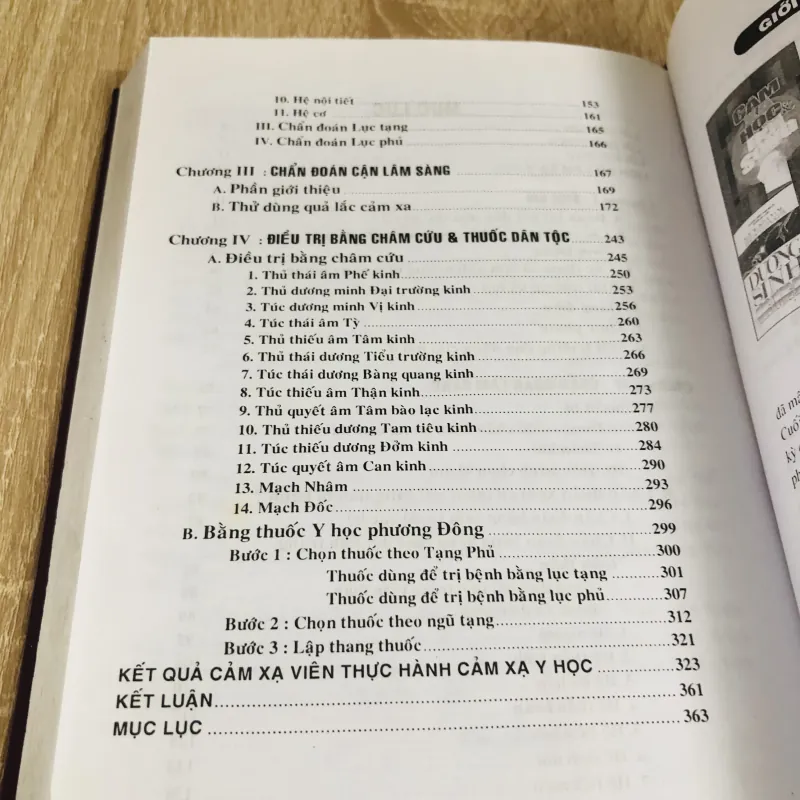 10. Hệ nội tiết 153
11. Hệ cơ 161
III. Chẩn đoán Lục tạng 165
IV. Chẩn đoán Lục phủ 166
Chương III : CHẨN ĐOÁN CẬN LÂM SÀNG 167
A. Phần giới thiệu 169
B. Thử dùng quả lắc cảm xa 172
Chương IV : ĐIỀU TRỊ BẰNG CHÂM CỨU & THUỐC DÂN TỘC 243
A. Điều trị bằng châm cứu 245
1. Thủ thái âm Phế kinh 250
2. Thủ dương minh Đại trường kinh 253
3. Túc dương minh Vị kinh 256
4. Túc thái âm Tỳ 260
5. Thủ thiếu âm Tâm kinh 263
6. Thủ thái dương Tiểu trường kinh 266
7. Túc thái dương Bàng quang kinh 269
8. Túc thiếu âm Thận kinh 273
9. Thủ quyết âm Tâm bào lạc kinh 277
10. Thủ thiếu dương Tam tiêu kinh 280
11. Túc thiếu dương Đởm kinh 284
12. Túc quyết âm Can kinh 290
13. Mạch Nhâm 293
14. Mạch Đốc 296
B. Bằng thuốc Y học phương Đông 299
Bước 1 : Chọn thuốc theo Tạng Phủ 300
Thuốc dùng để trị bệnh bằng lục tạng 301
Thuốc dùng để trị bệnh bằng lục phủ 307
Bước 2 : Chọn thuốc theo ngũ tạng 312
Bước 3 : Lập thang thuốc 321
KẾT QUẢ CẢM XẠ VIÊN THỰC HÀNH CẢM XẠ Y HỌC 323
KẾT LUẬN 361
MỤC LỤC 363
GIỚI
CẢM
HỌC &
DƯỠNG
SINH
đã mấ
Cuối
kỳ
ph